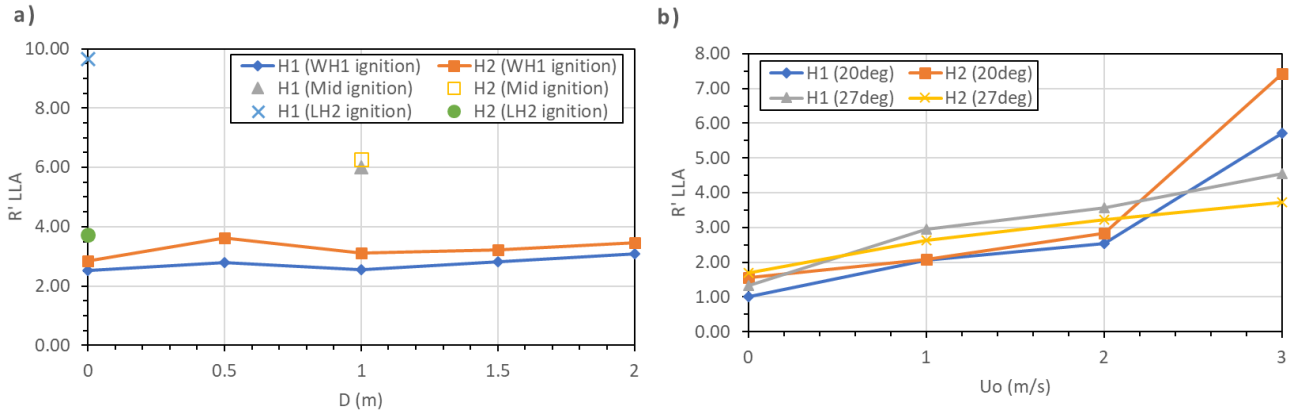 a)
10.00
8.00
6.00
4.00
2.00
0.00
R' LLA
H1 (WH1 ignition) H2 (WH1 ignition)
H1 (Mid ignition) H2 (Mid ignition)
H1 (LH2 ignition) H2 (LH2 ignition)
0 0.5 1 1.5 2
D (m)
b)
8.00
7.00
6.00
5.00
4.00
3.00
2.00
1.00
0.00
R' LLA
H1 (20deg) H2 (20deg)
H1 (27deg) H2 (27deg)
0 1 2 3
Uo (m/s)